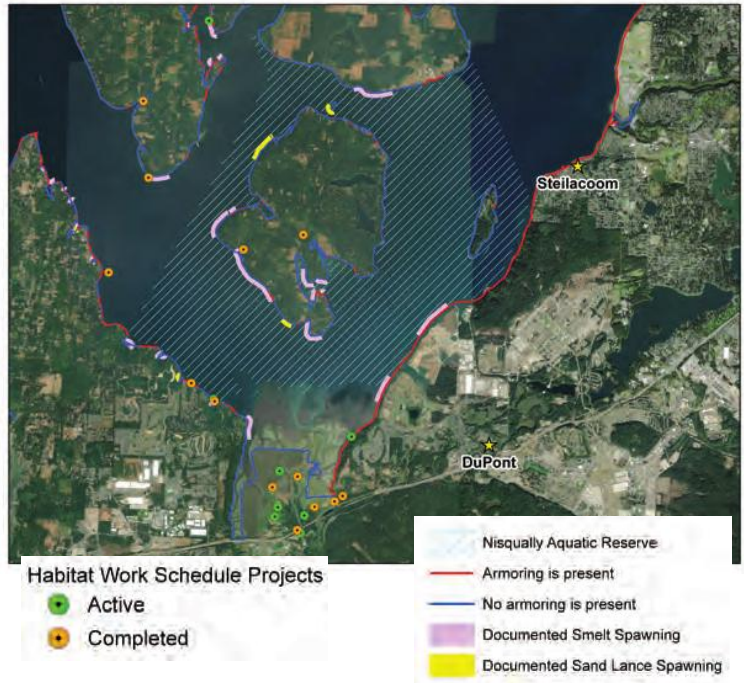 Steilacoom
DuPont
Habitat Work Schedule Projects
Active
Completed
Nisqually Aquatic Reserve
Armoring is present
No armoring is present
Documented Smelt Spawning
Documented Sand Lance Spawning